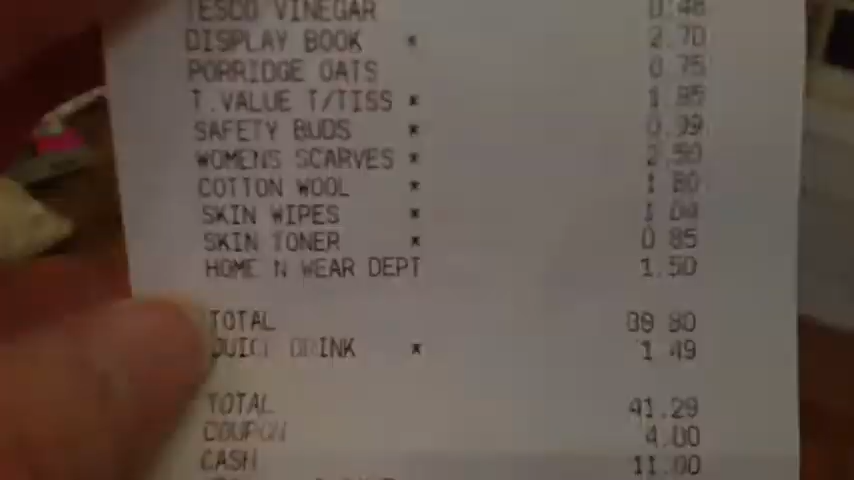 TESCO VINEGAR 0.48
DISPLAY BOOK * 2.70
PORRIDGE OATS 0.75
T.VALUE T/TISS * 1.85
SAFETY BUDS * 0.99
WOMENS SCARVES * 2.50
COTTON WOOL * 1.80
SKIN WIPES *
SKIN TONER * 0.85
HOME N WEAR DEPT 1.50
TOTAL 39.80
JUICE DRINK * 1.49
TOTAL 41.29
COUPON 4.00
CASH 11.00